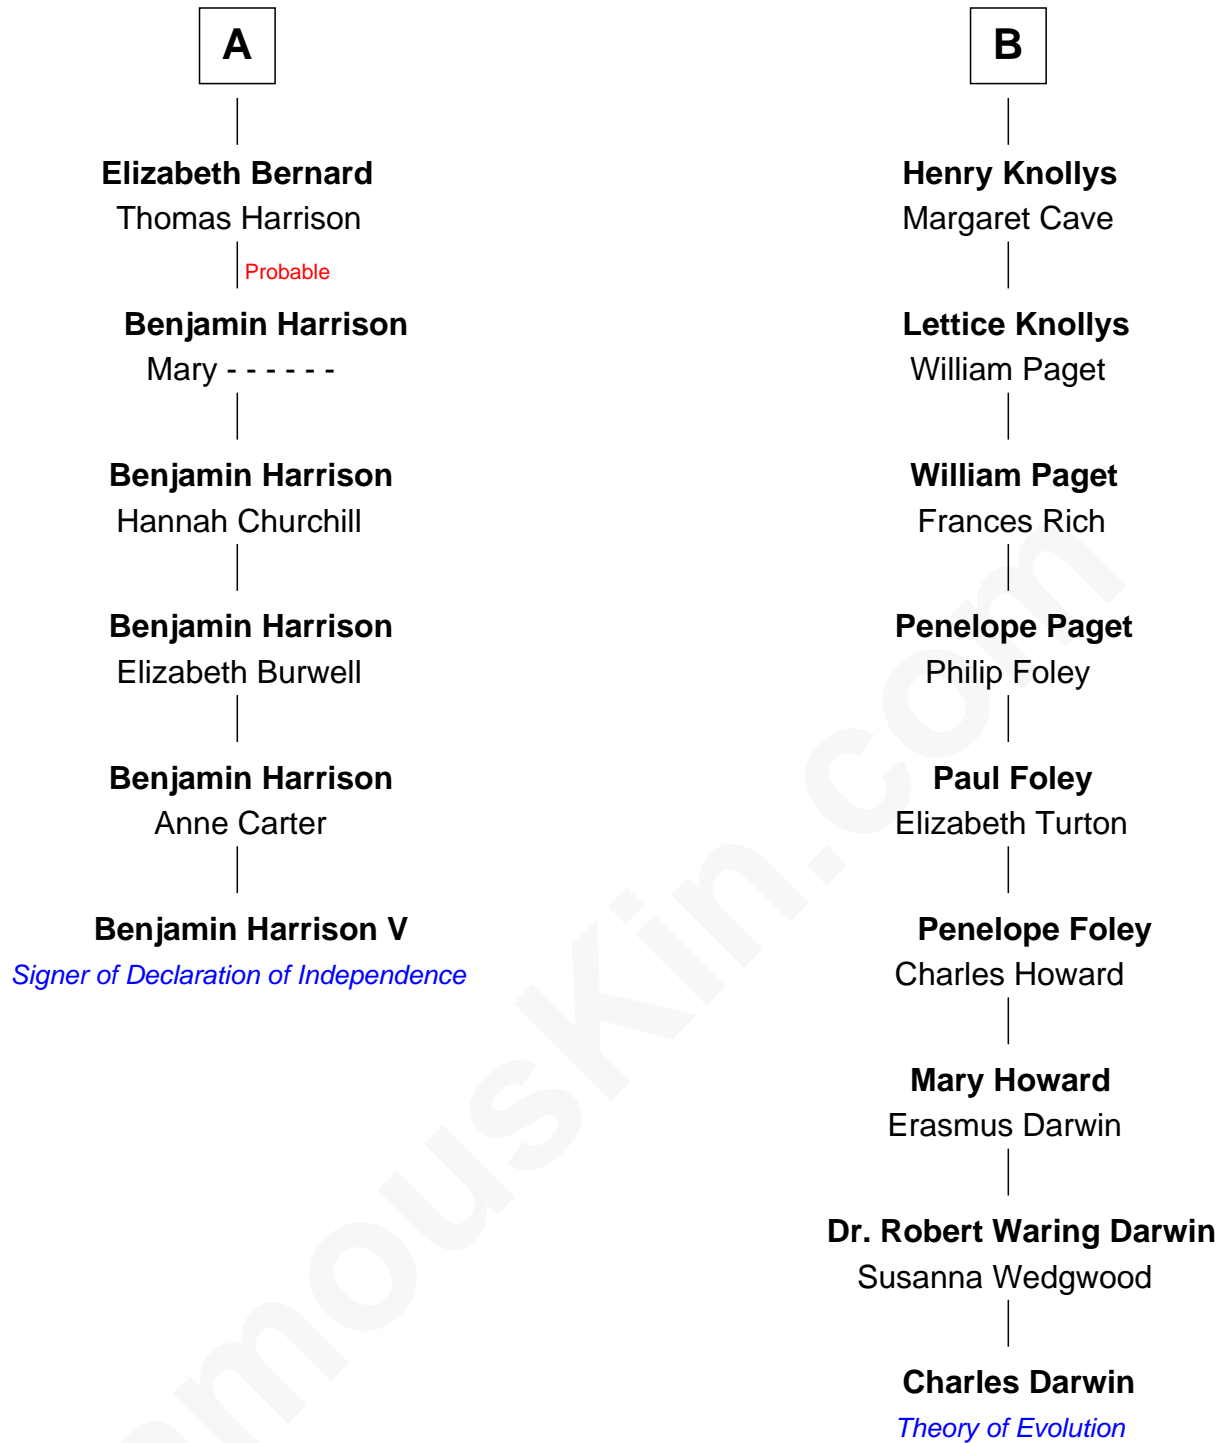 A
Elizabeth Bernard
Thomas Harrison
Probable
Benjamin Harrison
Mary - - - - - -
Benjamin Harrison
Hannah Churchill
Benjamin Harrison
Elizabeth Burwell
Benjamin Harrison
Anne Carter
Benjamin Harrison V
Signer of Declaration of Independence
B
Henry Knollys
Margaret Cave
Lettice Knollys
William Paget
William Paget
Frances Rich
Penelope Paget
Philip Foley
Paul Foley
Elizabeth Turton
Penelope Foley
Charles Howard
Mary Howard
Erasmus Darwin
Dr. Robert Waring Darwin
Susanna Wedgwood
Charles Darwin
Theory of Evolution
amouskin.com